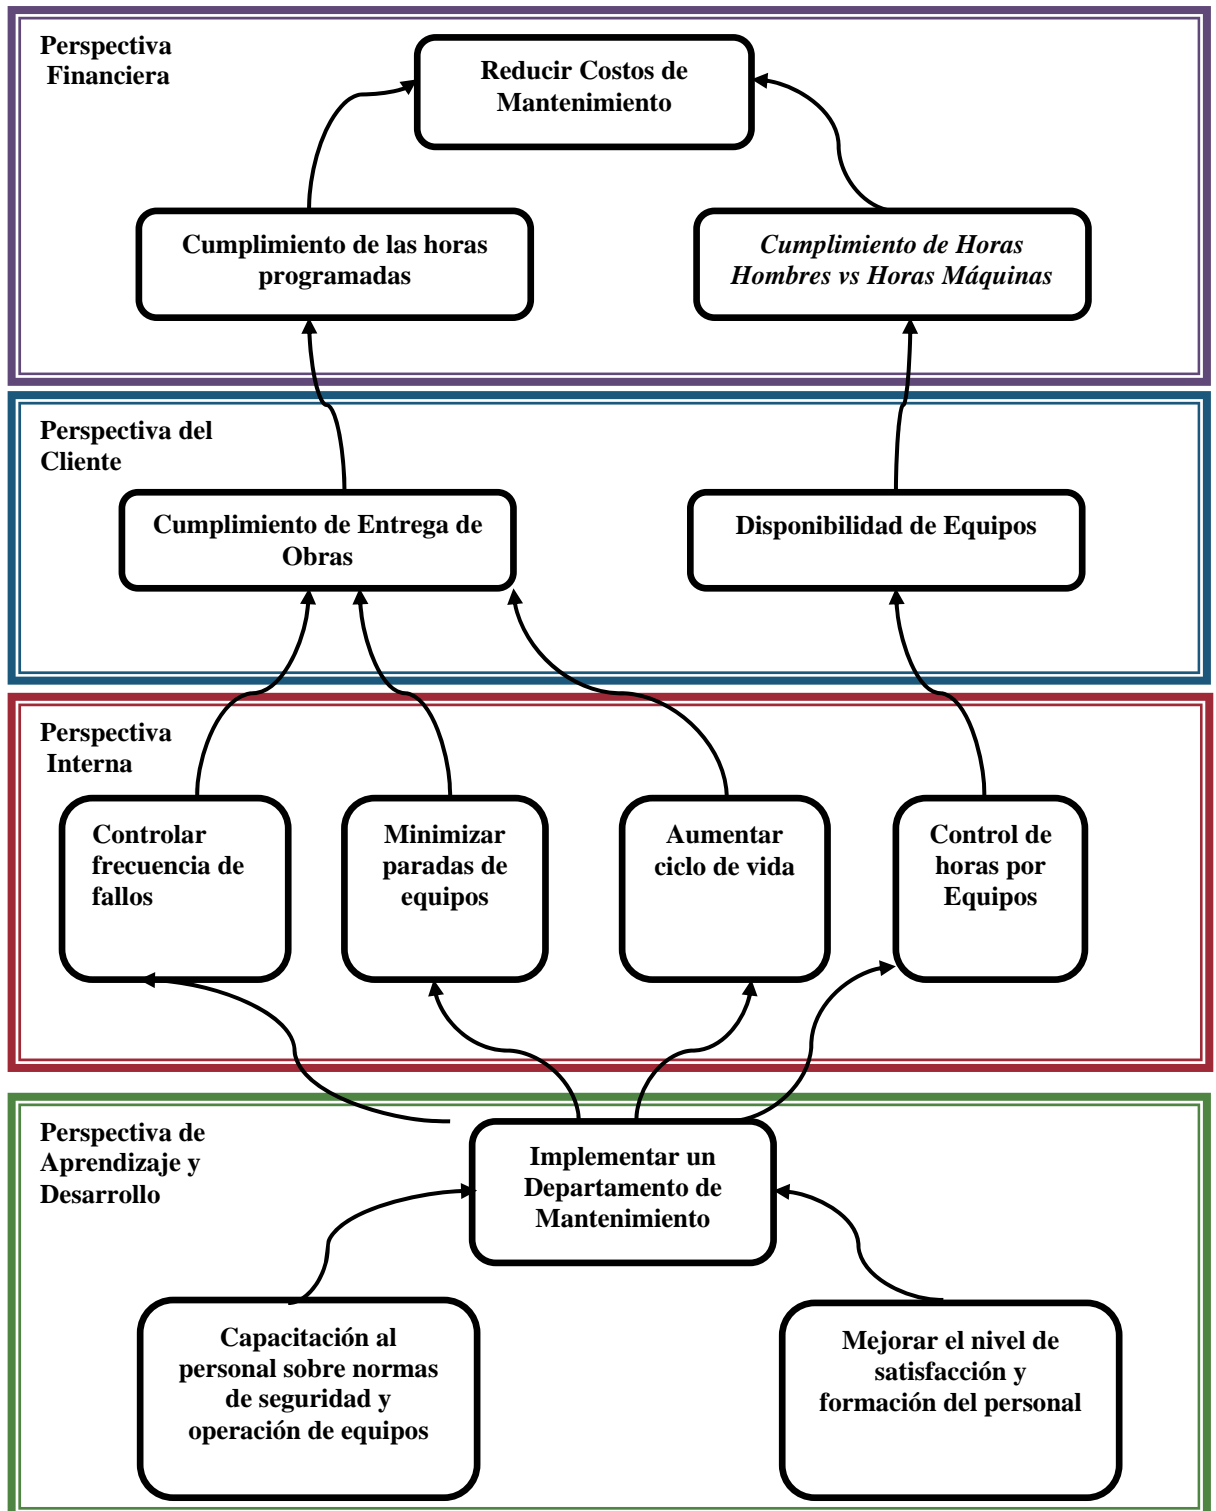 Perspectiva
Financiera
Reducir Costos de
Mantenimiento
Cumplimiento de las horas
programadas
Cumplimiento de Horas
Hombres vs Horas Máquinas
Perspectiva del
Cliente
Cumplimiento de Entrega de
Obras
Disponibilidad de Equipos
Perspectiva
Interna
Controlar
frecuencia de
fallos
Minimizar
paradas de
equipos
Aumentar
ciclo de vida
Control de
horas por
Equipos
Perspectiva de
Aprendizaje y
Desarrollo
Implementar un
Departamento de
Mantenimiento
Capacitación al
personal sobre normas
de seguridad y
operación de equipos
Mejorar el nivel de
satisfacción y
formación del personal